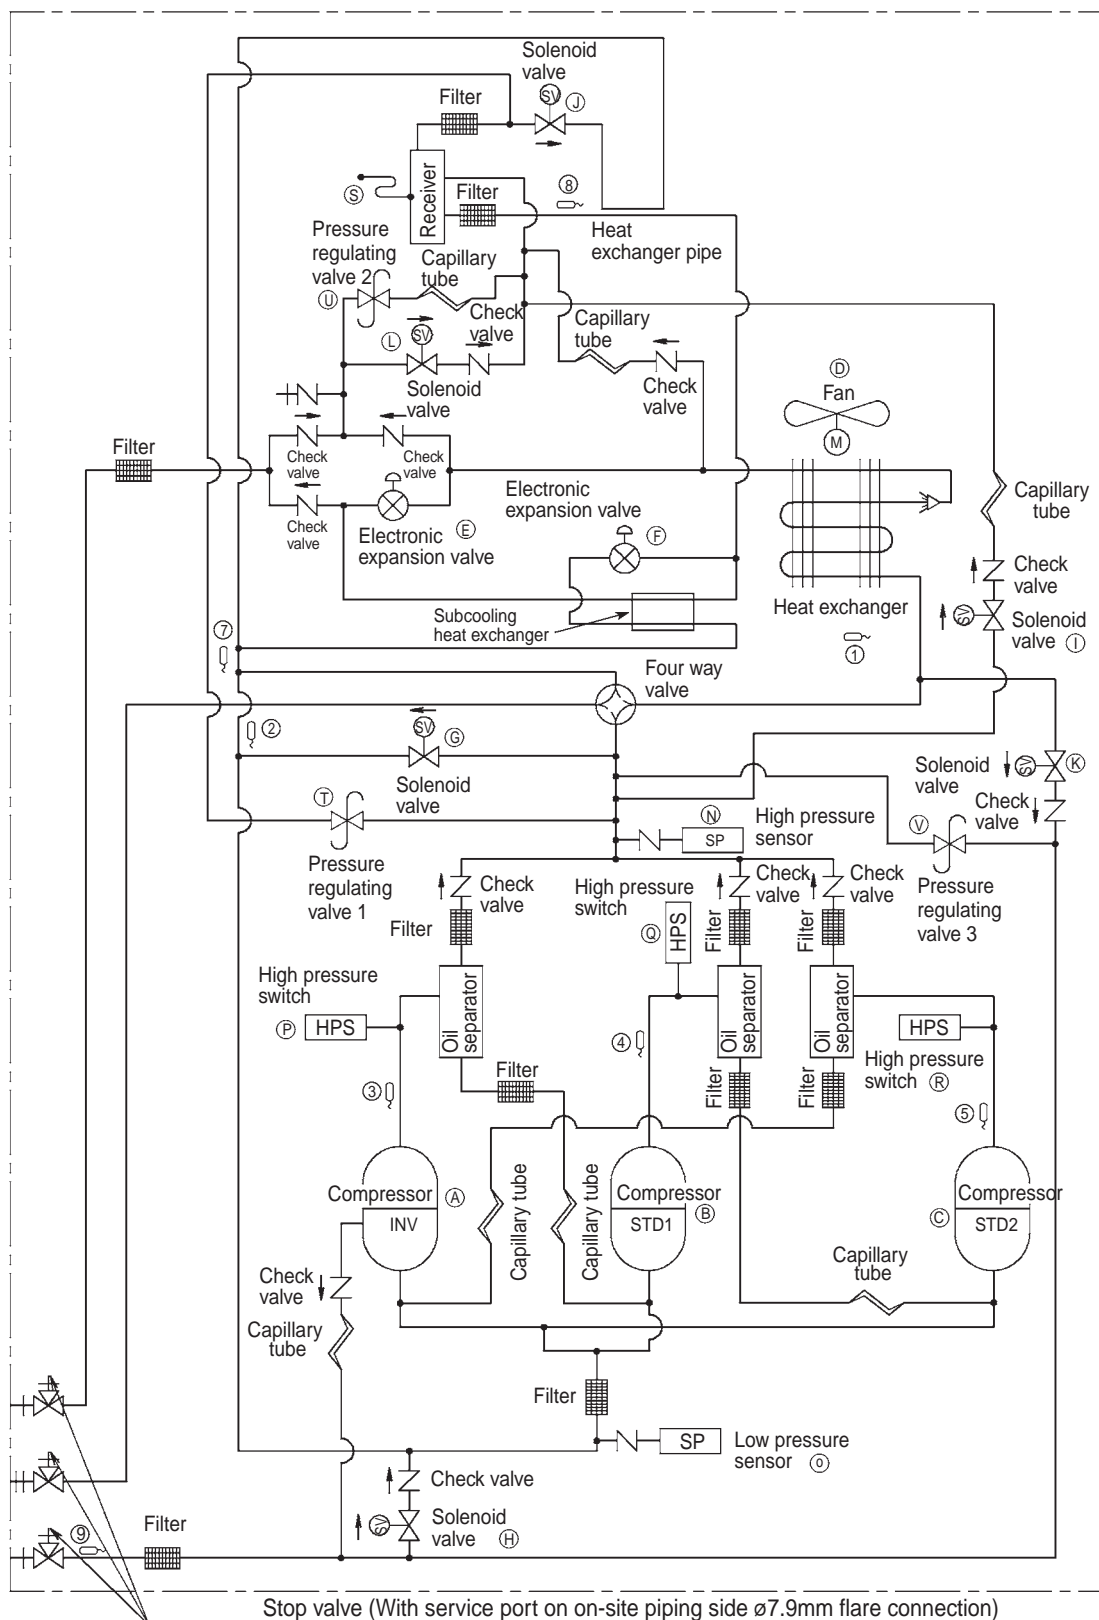 Solenoid
valve
SV
J
Filter
S
Receiver
Filter
8
Heat
exchanger pipe
Pressure
regulating
valve 2
U
Capillary
tube
Check
valve
L
SV
Solenoid
valve
Capillary
tube
Check
valve
D
Fan
M
Filter
Check
valve
Check
valve
Check
valve
Electronic
expansion valve
E
Electronic
expansion valve
F
Capillary
tube
Check
valve
SV
Solenoid
valve I
Heat exchanger
1
Subcooling
heat exchanger
7
Four way
valve
2
SV
G
Solenoid
valve
Solenoid
valve
SV
K
Check
valve
T
Pressure
regulating
valve 1
N
SP
High pressure
sensor
V
Pressure
regulating
valve 3
Check
valve
High pressure
switch
Check
valve
Check
valve
Filter
Q
HPS
Filter
Filter
High pressure
switch
P
HPS
Oil
separator
Oil
separator
Oil
separator
HPS
High pressure
switch R
Filter
Filter
Filter
3
4
5
Compressor
INV
A
Capillary tube
Capillary tube
Compressor
STD1
B
Compressor
STD2
C
Capillary
tube
Check
valve
Capillary
tube
Filter
SP
Low pressure
sensor O
Check valve
SV
Solenoid
valve H
9
Filter
Stop valve (With service port on on-site piping side ø7.9mm flare connection)